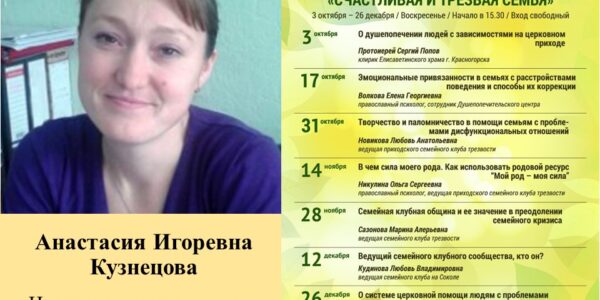 Анастасия Игоревна
Кузнецова
«СЧАСТЛИВАЯ И ТРЕЗВАЯ СЕМЬЯ»
3 октября – 26 декабря / Воскресенье / Начало в 15.30 / Вход свободный
3 октября
О душепопечении людей с зависимостями на церковном
приходе
Протоиерей Сергий Попов
клирик Елисаветинского храма г. Красногорска
17 октября
Эмоциональные привязанности в семьях с расстройствами
поведения и способы их коррекции
Волкова Елена Георгиевна
православный психолог, сотрудник Душепопечительского центра
31 октября
Творчество и паломничество в помощи семьям с пробле-
мами дисфункциональных отношений
Новикова Любовь Анатольевна
ведущая приходского семейного клуба трезвости
14 ноября
В чем сила моего рода. Как использовать родовой ресурс
"Мой род – моя сила"
Никулина Ольга Сергеевна
православный психолог, ведущая приходского семейного клуба трезвости
28 ноября
Семейная клубная община и ее значение в преодолении
семейного кризиса
Сазонова Марина Алерьевна
ведущая семейного клуба трезвости
12 декабря
Ведущий семейного клубного сообщества, кто он?
Кудинова Любовь Владимировна
ведущая семейного клуба на Соколе
26 декабря
О системе церковной помощи людям с проблемами